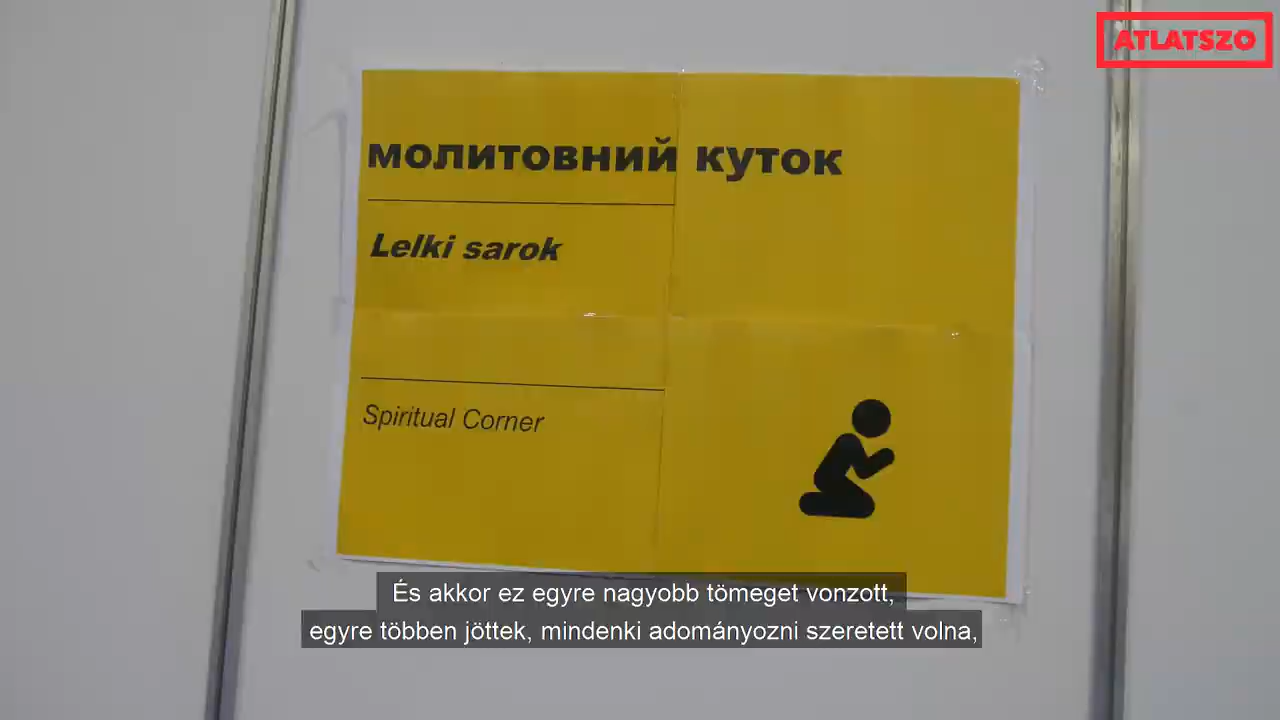 ATLATSZO
молитовний куток
Lelki sarok
Spiritual Corner
És akkor ez egyre nagyobb tömeget vonzott,
egyre többen jöttek, mindenki adományozni szeretett volna,